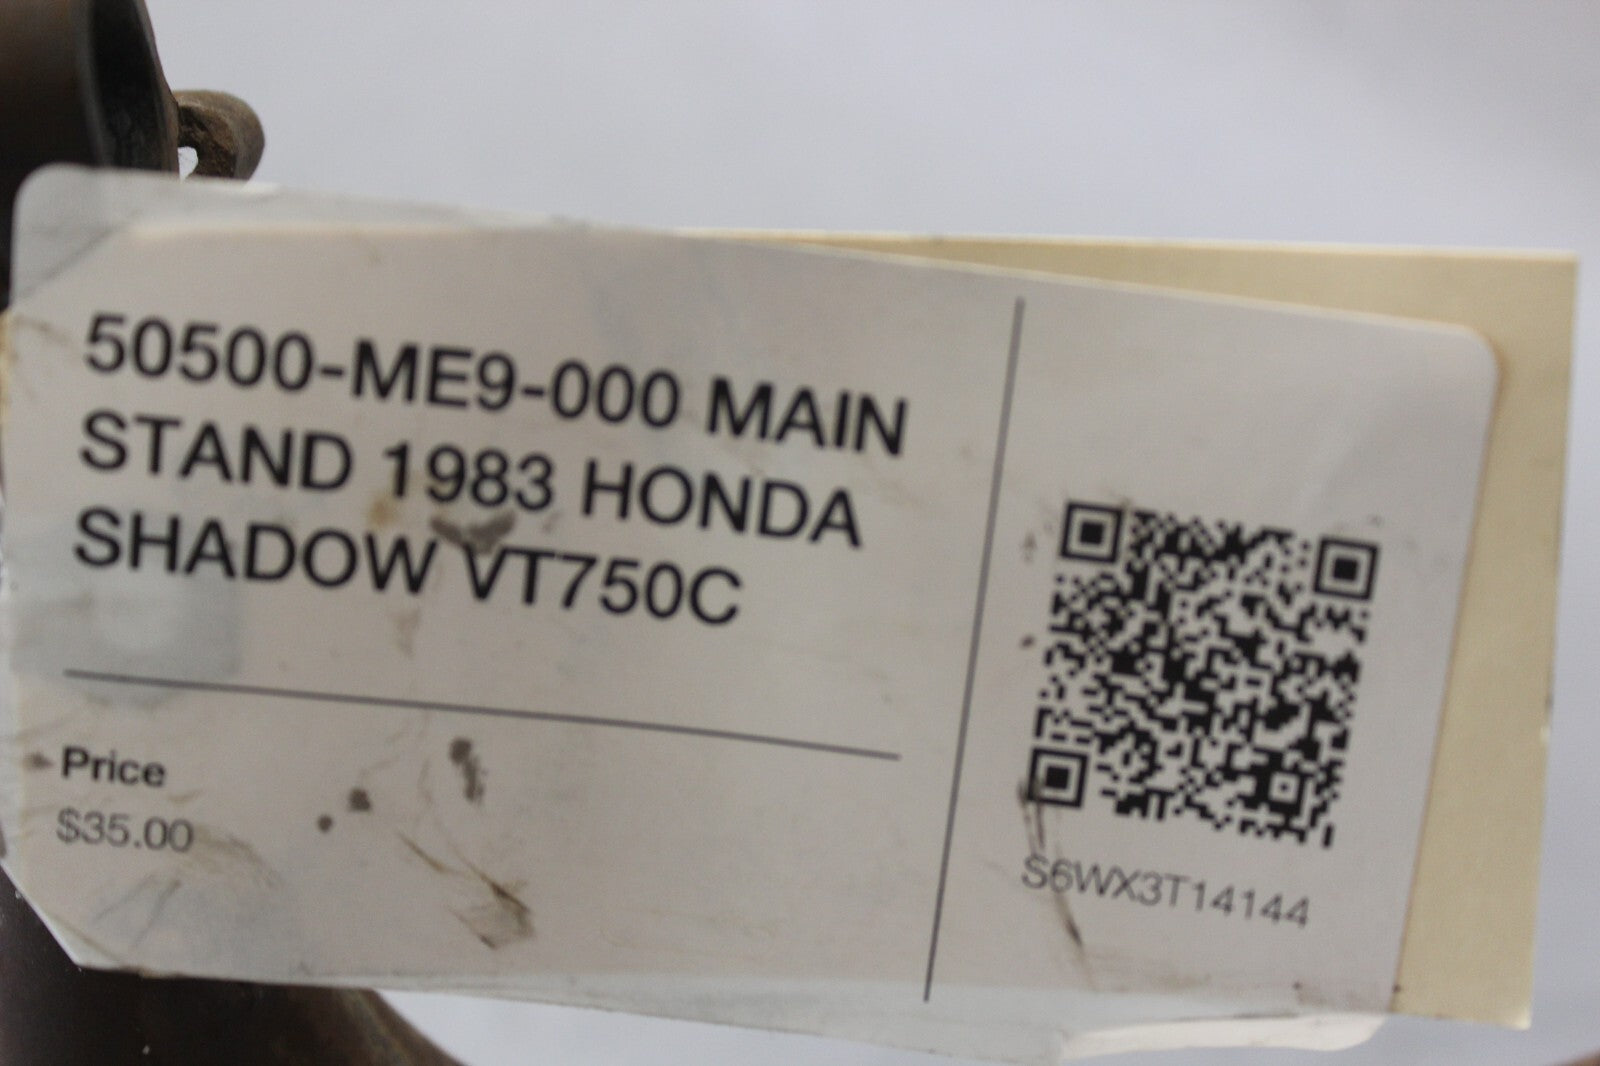 50500-ME9-000 MAIN
STAND 1983 HONDA
SHADOW VT750C
Price
$35.00
S6WX3T14144